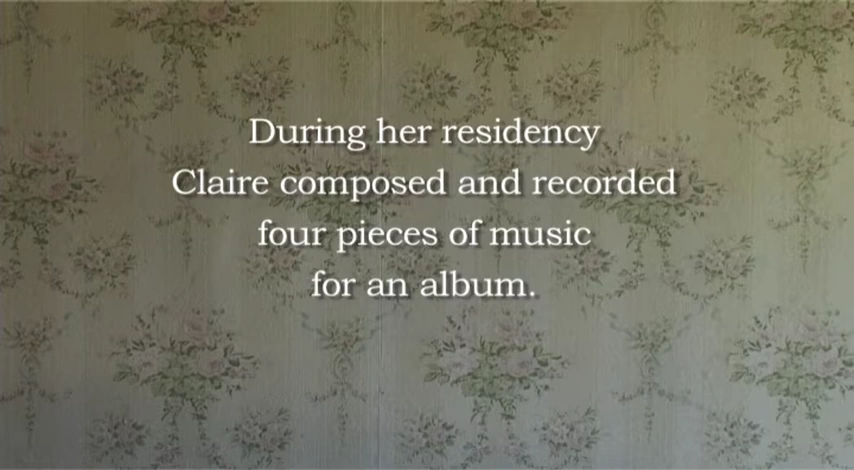 During her residency
Claire composed and recorded
four pieces of music
for an album.